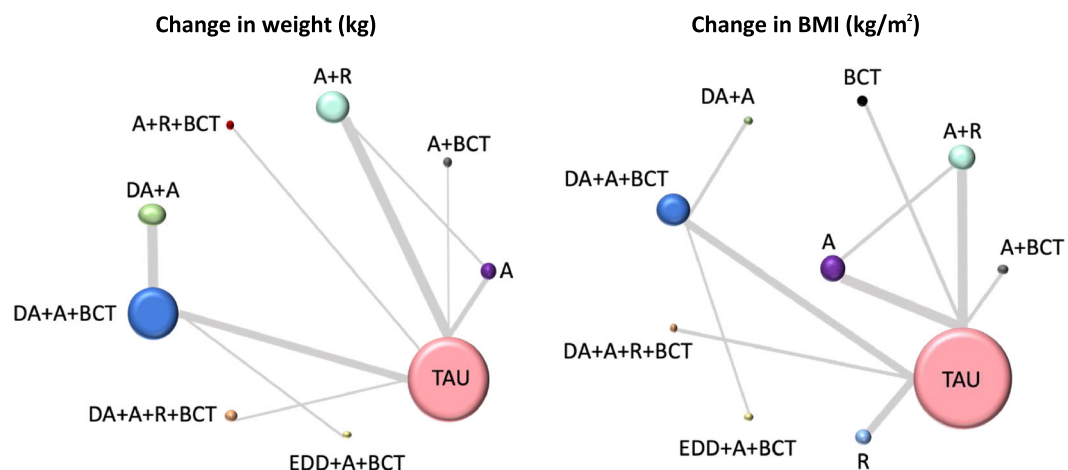 Change in weight (kg)
A+R
A+R+BCT
A+BCT
DA+A
A
DA+A+BCT
TAU
DA+A+R+BCT
EDD+A+BCT
Change in BMI (kg/m²)
BCT
DA+A
A+R
DA+A+BCT
A
A+BCT
DA+A+R+BCT
TAU
EDD+A+BCT
R